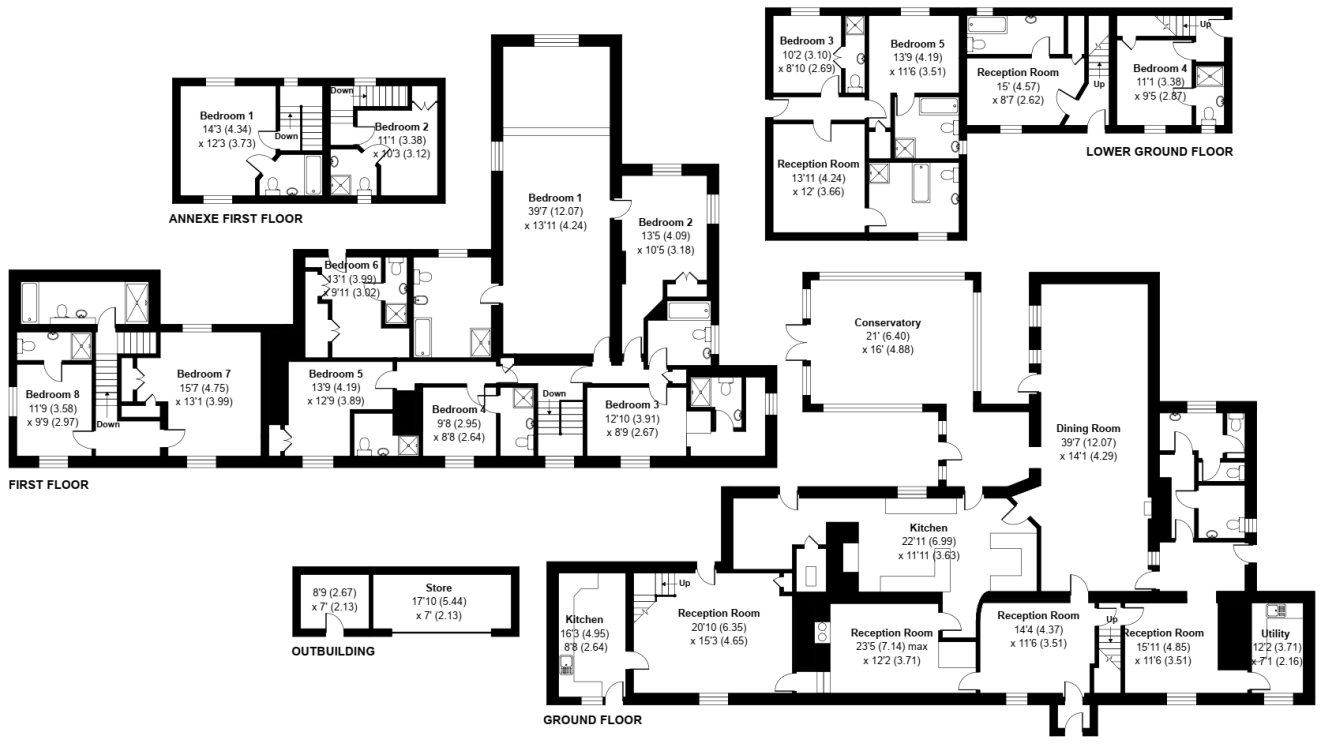 Bedroom 3
10'2 (3.10)
x 8'10 (2.69)
Bedroom 5
13'9 (4.19)
x 11'6 (3.51)
Reception Room
15' (4.57)
x 8'7 (2.62)
Up
Up
Bedroom 4
11'1 (3.38)
x 9'5 (2.87)
Reception Room
13'11 (4.24)
x 12' (3.66)
LOWER GROUND FLOOR
Bedroom 1
14'3 (4.34)
x 12'3 (3.73)
Down
Down
Bedroom 2
11'1 (3.38)
x 10'3 (3.12)
ANNEXE FIRST FLOOR
Bedroom 1
39'7 (12.07)
x 13'11 (4.24)
Bedroom 2
13'5 (4.09)
x 10'5 (3.18)
Bedroom 6
13'1 (3.99)
x 9'11 (3.02)
Bedroom 8
11'9 (3.58)
x 9'9 (2.97)
Down
Bedroom 7
15'7 (4.75)
x 13'1 (3.99)
Bedroom 5
13'9 (4.19)
x 12'9 (3.89)
Bedroom 4
9'8 (2.95)
x 8'8 (2.64)
Down
Bedroom 3
12'10 (3.91)
x 8'9 (2.67)
FIRST FLOOR
Conservatory
21' (6.40)
x 16' (4.88)
Dining Room
39'7 (12.07)
x 14'1 (4.29)
Kitchen
22'11 (6.99)
x 11'11 (3.63)
8'9 (2.67)
x 7' (2.13)
Store
17'10 (5.44)
x 7' (2.13)
OUTBUILDING
Kitchen
16'3 (4.95)
8'8 (2.64)
Up
Reception Room
20'10 (6.35)
x 15'3 (4.65)
Reception Room
23'5 (7.14) max
x 12'2 (3.71)
Reception Room
14'4 (4.37)
x 11'6 (3.51)
Up
Reception Room
15'11 (4.85)
x 11'6 (3.51)
Utility
12'2 (3.71)
x 7'1 (2.16)
GROUND FLOOR